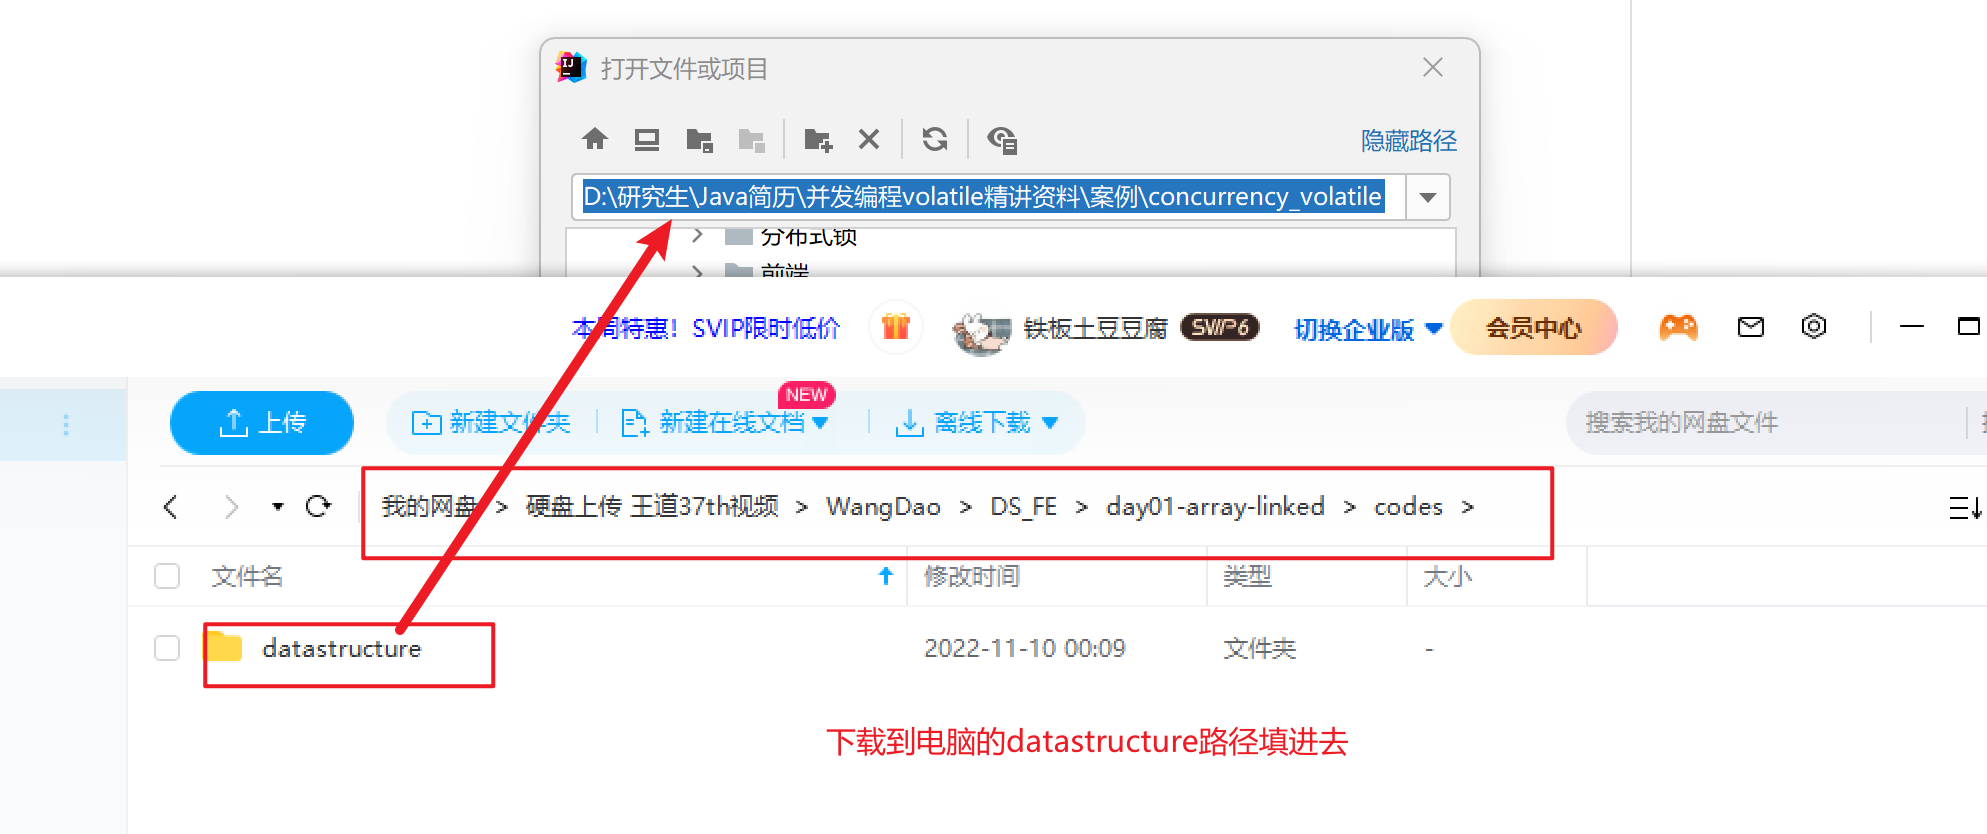 打开文件或项目
隐藏路径
D:\研究生\Java简历\并发编程volatile精讲资料\案例\concurrency_volatile
分布式锁
前端
本周特惠！SVIP限时低价 铁板土豆豆腐 SVIP6 切换企业版 会员中心
NEW
上传 新建文件夹 新建在线文档 离线下载 搜索我的网盘文件
我的网盘 > 硬盘上传 王道37th视频 > WangDao > DS_FE > day01-array-linked > codes >
文件名 修改时间 类型 大小
datastructure 2022-11-10 00:09 文件夹 -
下载到电脑的datastructure路径填进去